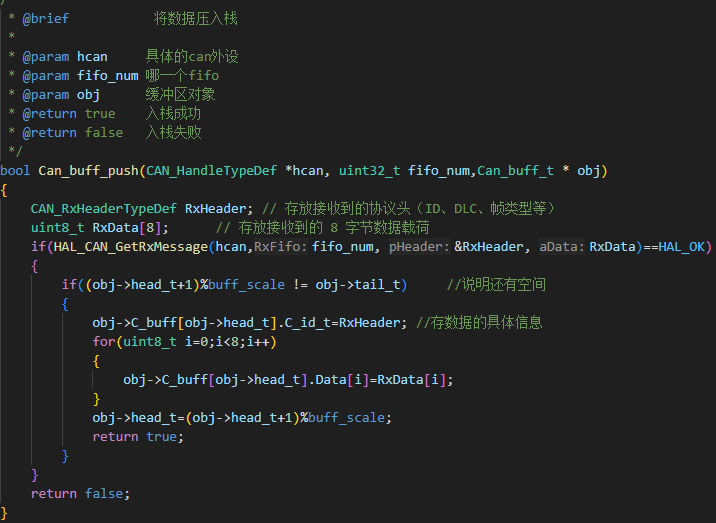 /
 * @brief               将数据压入栈
 *
 * @param hcan     具体的can外设
 * @param fifo_num 哪一个fifo
 * @param obj      缓冲区对象
 * @return true    入栈成功
 * @return false   入栈失败
 */
bool Can_buff_push(CAN_HandleTypeDef *hcan, uint32_t fifo_num,Can_buff_t * obj)
{
    CAN_RxHeaderTypeDef RxHeader; // 存放接收到的协议头（ID、DLC、帧类型等）
    uint8_t RxData[8];      // 存放接收到的 8 字节数据载荷
    if(HAL_CAN_GetRxMessage(hcan,RxFifo:fifo_num, pHeader:&RxHeader, aData:RxData)==HAL_OK)
    {
        if((obj->head_t+1)%buff_scale != obj->tail_t)     //说明还有空间
        {
            obj->C_buff[obj->head_t].C_id_t=RxHeader; //存数据的具体信息
            for(uint8_t i=0;i<8;i++)
            {
                obj->C_buff[obj->head_t].Data[i]=RxData[i];
            }
            obj->head_t=(obj->head_t+1)%buff_scale;
            return true;
        }
    }
    return false;
}